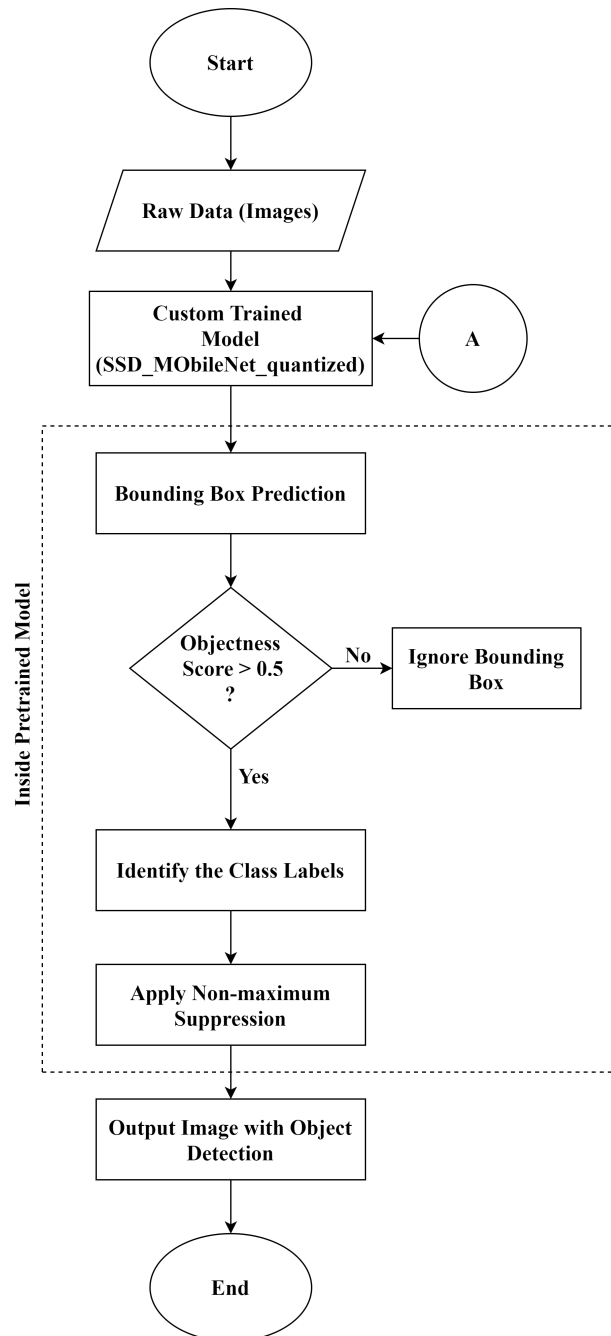 Start
Raw Data (Images)
Custom Trained
Model
(SSD_MObileNet_quantized)
A
Inside Pretrained Model
Bounding Box Prediction
Objectness
Score > 0.5
?
No
Ignore Bounding
Box
Yes
Identify the Class Labels
Apply Non-maximum
Suppression
Output Image with Object
Detection
End